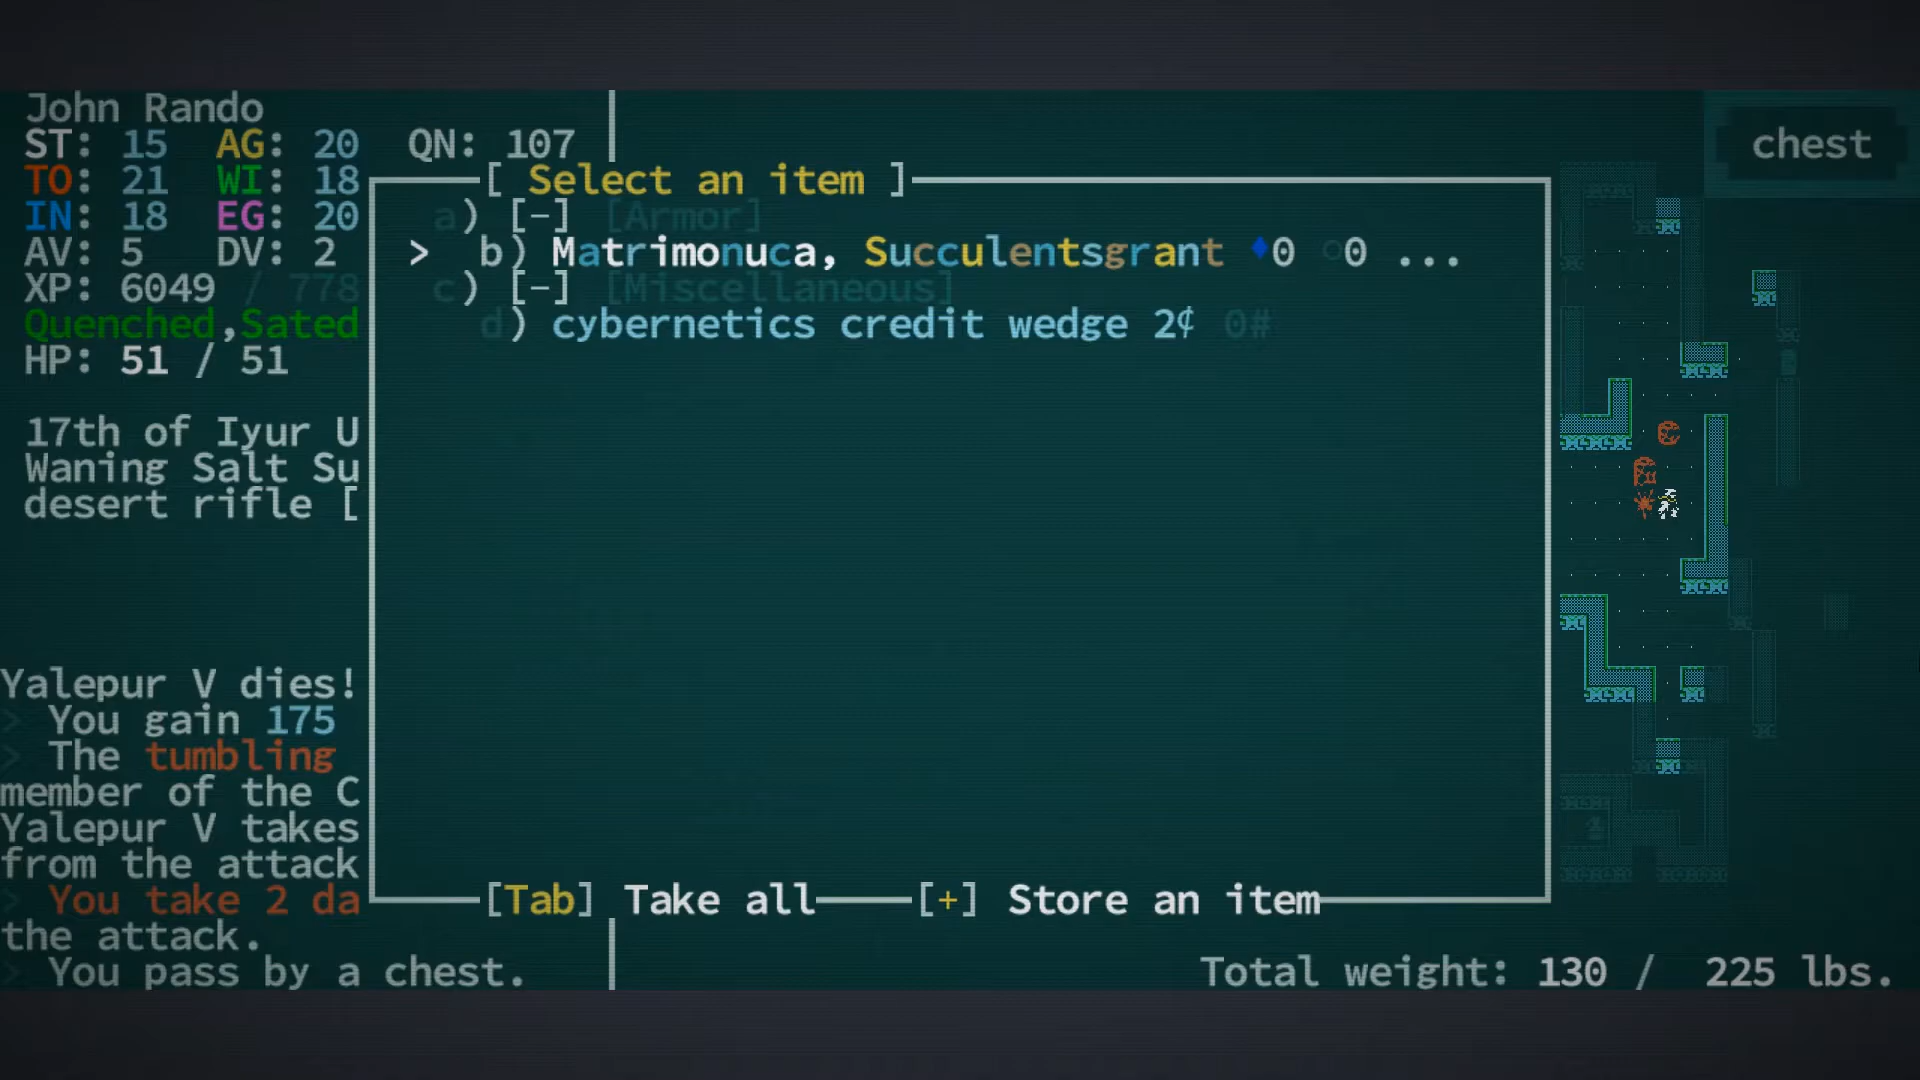 John Rando
ST: 15 AG: 20 QN: 107
TO: 21 WI: 18
IN: 18 EG: 20
AV: 5 DV: 2
XP: 6049 / 778
Quenched, Sated
HP: 51 / 51
17th of Iyur U
Waning Salt Su
desert rifle [
Yalepur V dies!
> You gain 175
> The tumbling
member of the C
Yalepur V takes
from the attack
> You take 2 da
the attack.
> You pass by a chest.
[ Select an item ]
a) [-] [Armor]
> b) Matrimonuca, Succulentsgrant ♦0 ○0 ...
c) [-] [Miscellaneous]
d) cybernetics credit wedge 2¢ 0#
[Tab] Take all [+] Store an item
chest
Total weight: 130 / 225 lbs.